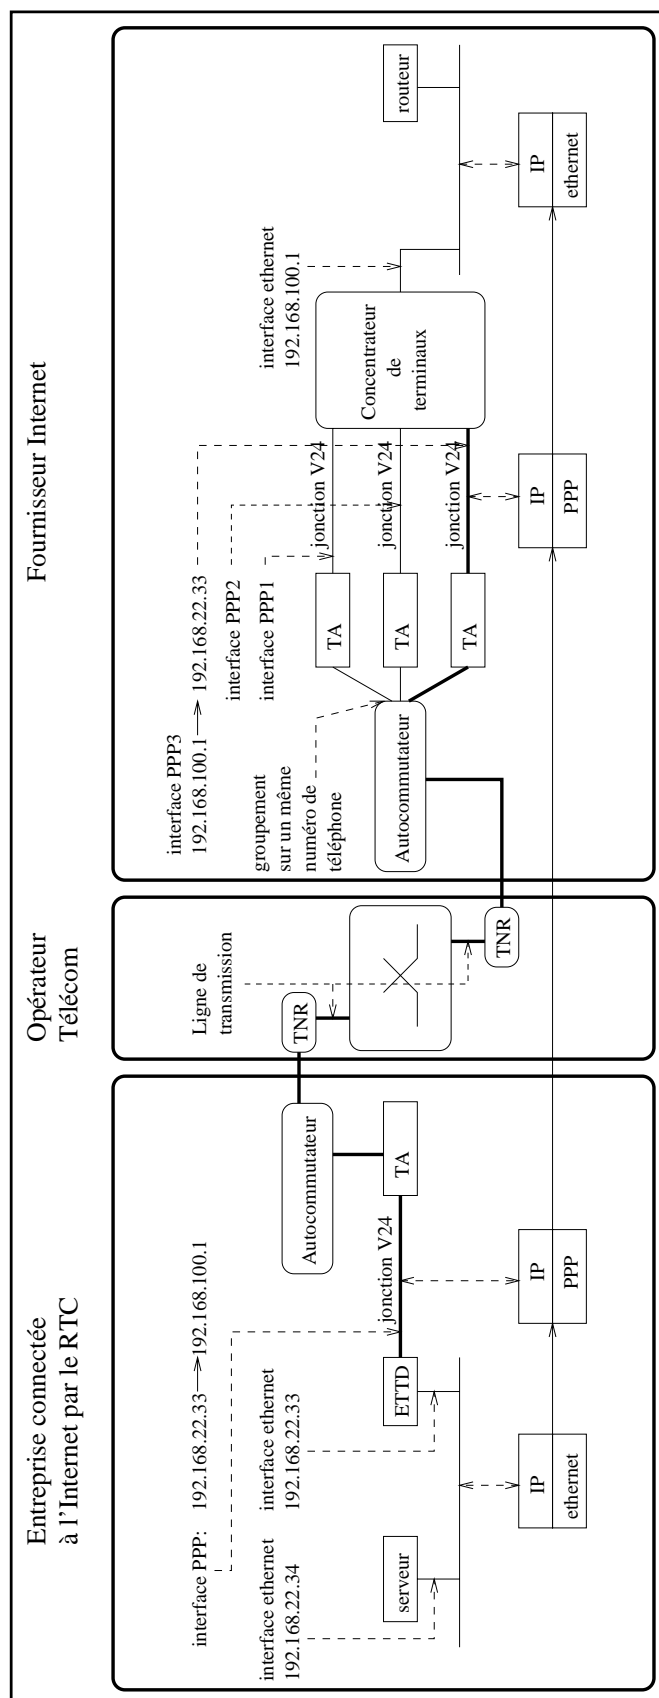 Entreprise connectée
à l'Internet par le RTC
interface PPP:
192.168.22.33
192.168.100.1
interface ethernet
192.168.22.34
interface ethernet
192.168.22.33
serveur
ETTD
jonction V24
TA
Autocommutateur
IP
ethernet
IP
PPP
Opérateur
Télécom
Ligne de
transmission
TNR
TNR
Fournisseur Internet
interface PPP3
192.168.100.1
192.168.22.33
interface PPP2
interface PPP1
groupement
sur un même
numéro de
téléphone
Autocommutateur
TA
TA
TA
jonction V24
jonction V24
jonction V24
interface ethernet
192.168.100.1
Concentrateur
de
terminaux
routeur
IP
PPP
IP
ethernet